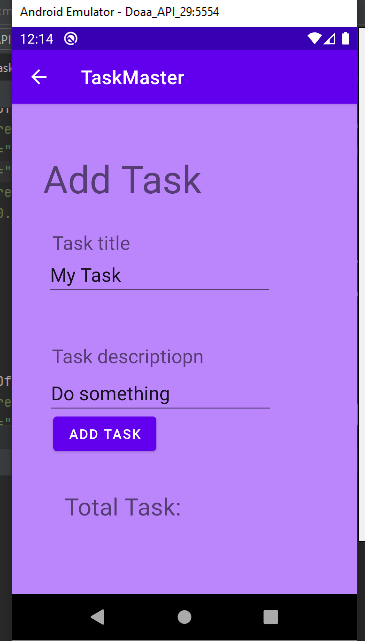 Android Emulator - Doaa_API_29:5554
12:14
TaskMaster
Add Task
Task title
My Task
Task descriptiopn
Do something
ADD TASK
Total Task: